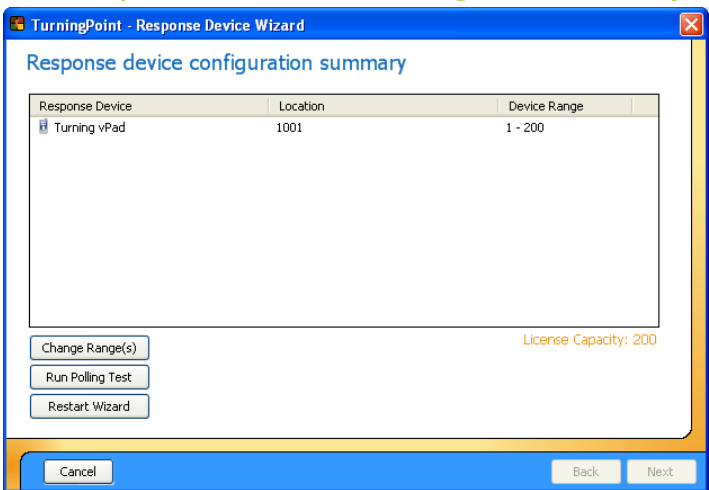 TurningPoint - Response Device Wizard
Response device configuration summary
Response Device Location Device Range
Turning vPad 1001 1 - 200
License Capacity: 200
Change Range(s)
Run Polling Test
Restart Wizard
Cancel Back Next